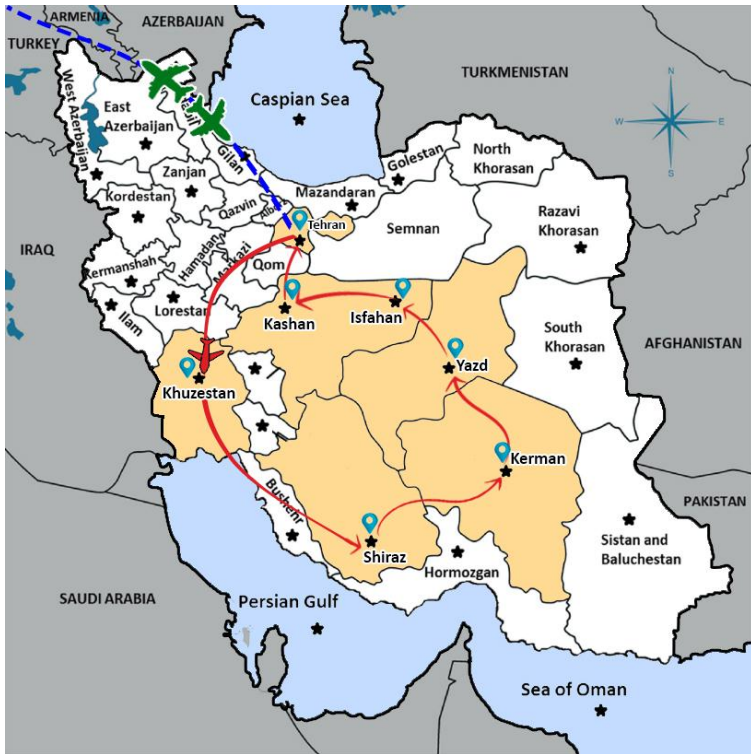 ARMENIA
AZERBAIJAN
TURKEY
TURKMENISTAN
Caspian Sea
N
W
E
S
West Azerbaijan
East
Azerbaijan
Gilan
Zanjan
Kordestan
Qazvin
Alborz
Mazandaran
Golestan
North
Khorasan
Tehran
Semnan
Razavi
Khorasan
IRAQ
Hamadan
Markazi
Kermanshah
Qom
Ilam
Lorestan
Kashan
Isfahan
South
Khorasan
AFGHANISTAN
Khuzestan
Yazd
Kerman
Bushehr
Shiraz
PAKISTAN
Sistan and
Baluchestan
Hormozgan
SAUDI ARABIA
Persian Gulf
Sea of Oman